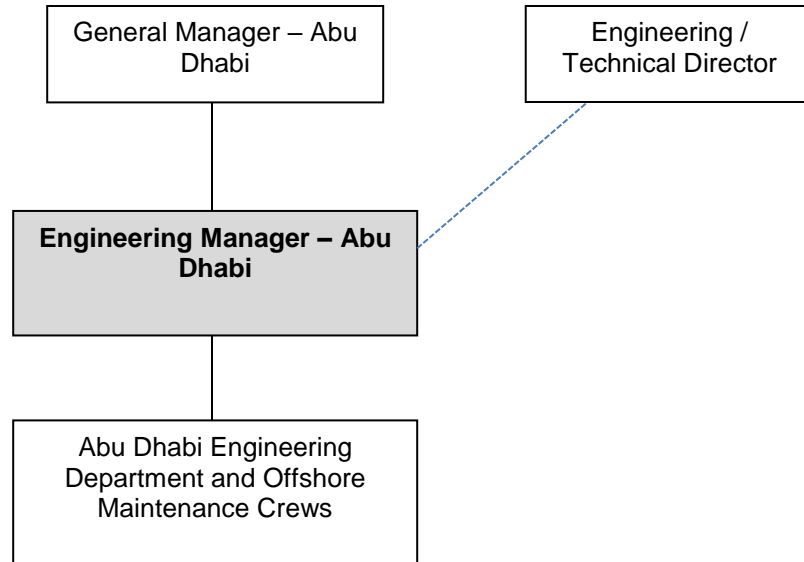 General Manager – Abu
Dhabi
Engineering /
Technical Director
Engineering Manager – Abu
Dhabi
Abu Dhabi Engineering
Department and Offshore
Maintenance Crews